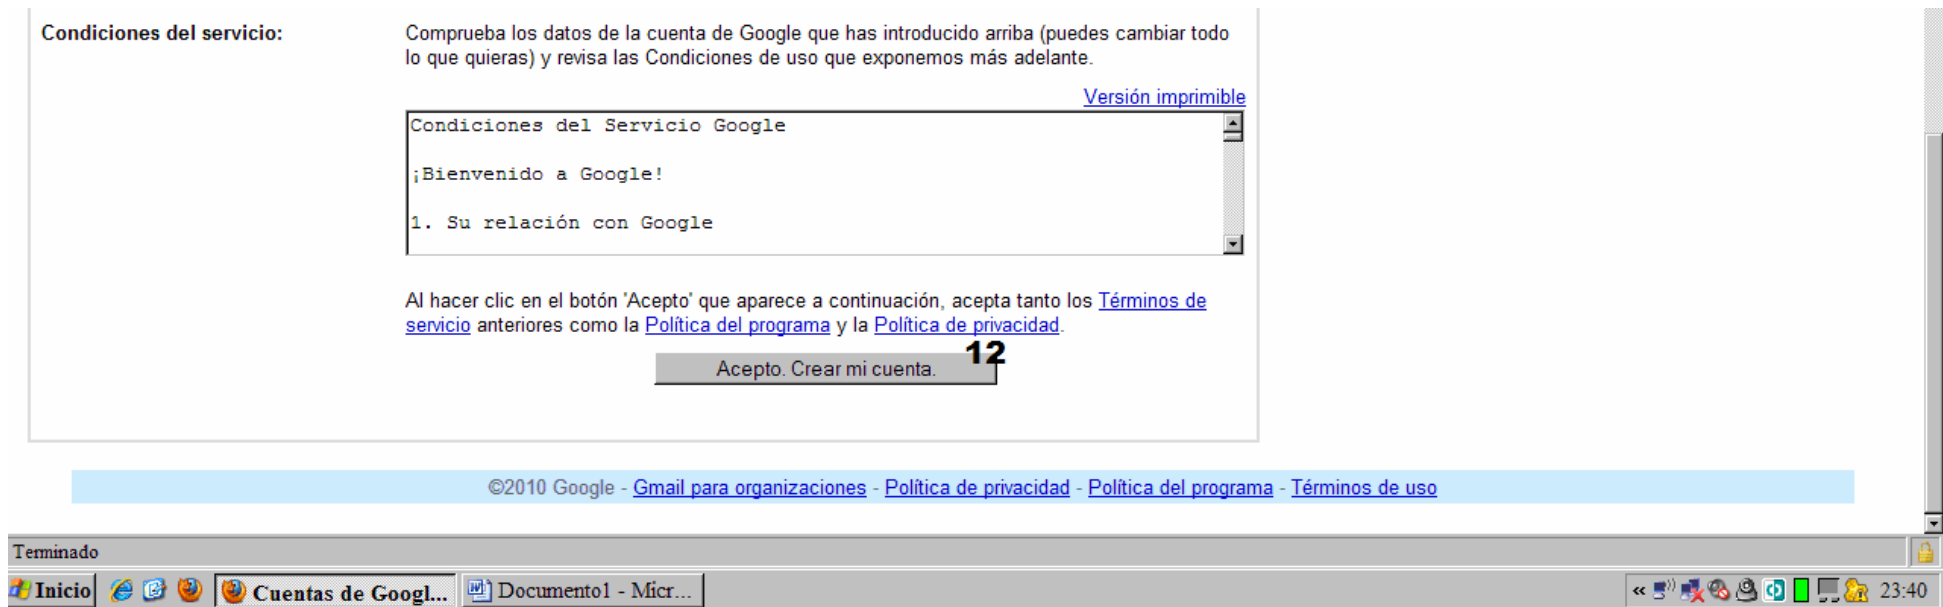 Condiciones del servicio:
Comprueba los datos de la cuenta de Google que has introducido arriba (puedes cambiar todo
lo que quieras) y revisa las Condiciones de uso que exponemos más adelante.
Versión imprimible
Condiciones del Servicio Google
¡Bienvenido a Google!
1. Su relación con Google
Al hacer clic en el botón 'Acepto' que aparece a continuación, acepta tanto los Términos de
servicio anteriores como la Política del programa y la Política de privacidad.
12
Acepto. Crear mi cuenta.
©2010 Google - Gmail para organizaciones - Política de privacidad - Política del programa - Términos de uso
Terminado
Inicio Cuentas de Googl... Documento1 - Micr... « 23:40